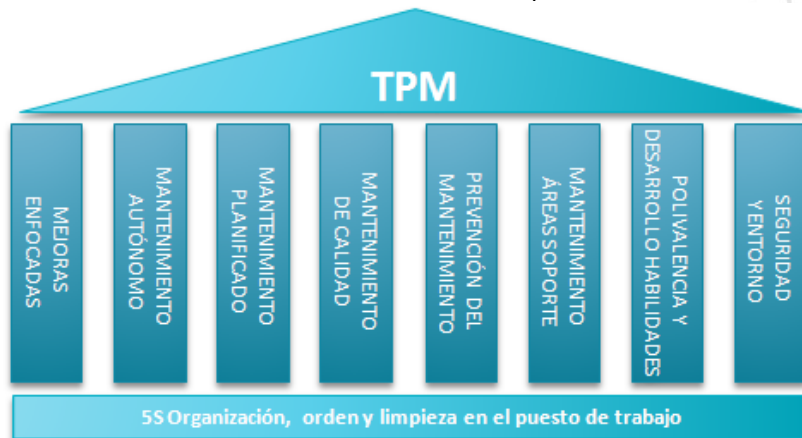 TPM
MEJORAS
ENFOCADAS
MANTENIMIENTO
AUTÓNOMO
MANTENIMIENTO
PLANIFICADO
MANTENIMIENTO
DE CALIDAD
PREVENCIÓN DEL
MANTENIMIENTO
MANTENIMIENTO
ÁREAS SOPORTE
POLIVALENCIA Y
DESARROLLO HABILIDADES
SEGURIDAD
Y ENTORNO
5S Organización, orden y limpieza en el puesto de trabajo